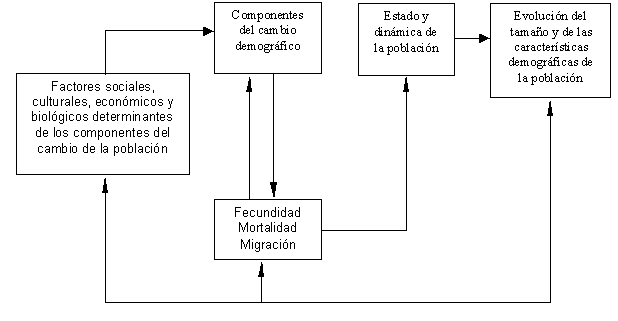 Componentes
del cambio
demográfico
Estado y
dinámica de
la población
Evolución del
tamaño y de las
características
demográficas de
la población
Factores sociales,
culturales, económicos y
biológicos determinantes
de los componentes del
cambio de la población
Fecundidad
Mortalidad
Migración